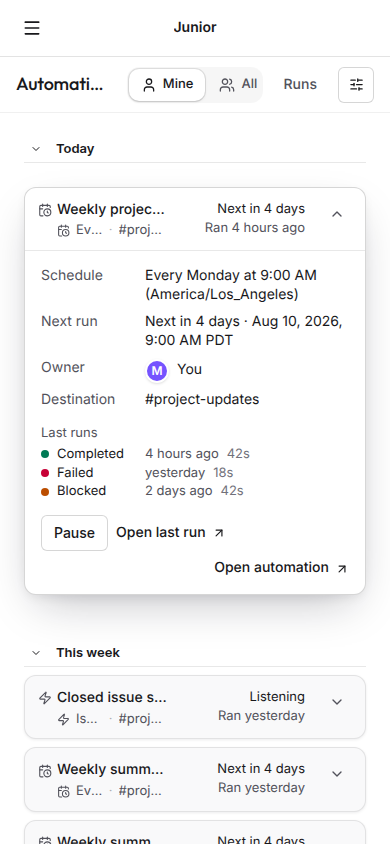 Junior
Automati...
Mine
All
Runs
Today
Weekly projec...
Next in 4 days
Ev... · #proj...
Ran 4 hours ago
Schedule
Every Monday at 9:00 AM
(America/Los_Angeles)
Next run
Next in 4 days · Aug 10, 2026,
9:00 AM PDT
Owner
M You
Destination
#project-updates
Last runs
Completed 4 hours ago 42s
Failed yesterday 18s
Blocked 2 days ago 42s
Pause
Open last run
Open automation
This week
Closed issue s...
Listening
Is... · #proj...
Ran yesterday
Weekly summ...
Next in 4 days
Ev... · #proj...
Ran yesterday
Weekly summ...
Next in 4 days